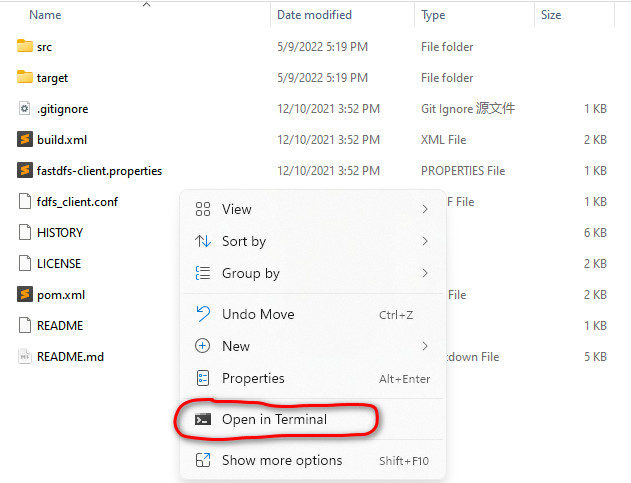 Name Date modified Type Size
src 5/9/2022 5:19 PM File folder
target 5/9/2022 5:19 PM File folder
.gitignore 12/10/2021 3:52 PM Git Ignore 源文件 1 KB
build.xml 12/10/2021 3:52 PM XML File 2 KB
fastdfs-client.properties 12/10/2021 3:52 PM PROPERTIES File 1 KB
fdfs_client.conf F File 1 KB
HISTORY 6 KB
LICENSE 2 KB
pom.xml File 2 KB
README 1 KB
README.md down File 5 KB
View
Sort by
Group by
Undo Move Ctrl+Z
New
Properties Alt+Enter
Open in Terminal
Show more options Shift+F10